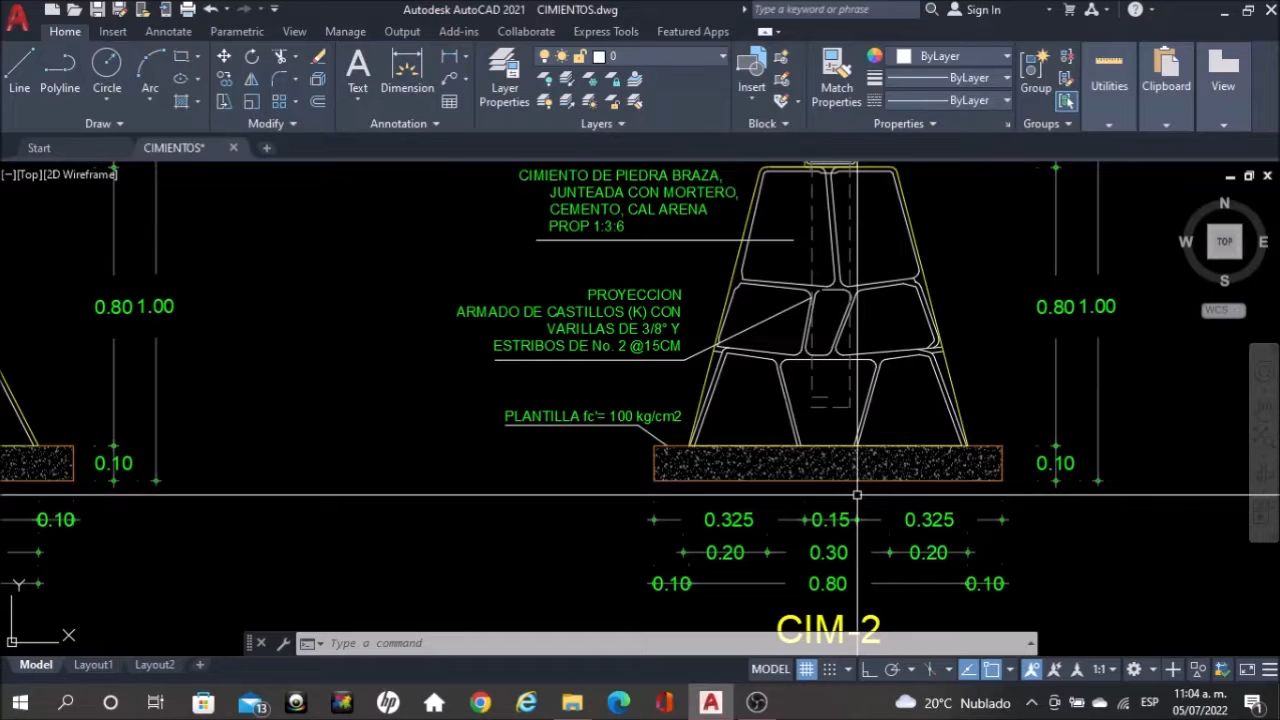 Autodesk AutoCAD 2021 CIMIENTOS.dwg
Type a keyword or phrase
Sign In
Home Insert Annotate Parametric View Manage Output Add-ins Collaborate Express Tools Featured Apps
Line Polyline Circle Arc
Text Dimension
Layer Properties
0
Insert
Match Properties
ByLayer
ByLayer
ByLayer
Group
Utilities Clipboard View
Draw Modify Annotation Layers Block Properties Groups
Start CIMIENTOS*
[−][Top][2D Wireframe]
CIMIENTO DE PIEDRA BRAZA,
JUNTEADA CON MORTERO,
CEMENTO, CAL ARENA
PROP 1:3:6
N
W TOP E
S
WCS
0.80 1.00
PROYECCION
ARMADO DE CASTILLOS (K) CON
VARILLAS DE 3/8° Y
ESTRIBOS DE No. 2 @15CM
0.80 1.00
PLANTILLA fc'= 100 kg/cm2
0.10
0.10
0.10
0.325 0.15 0.325
0.20 0.30 0.20
0.10 0.80 0.10
Y
X
CIM-2
Type a command
Model Layout1 Layout2
MODEL
1:1
13
20°C Nublado
ESP
11:04 a. m.
05/07/2022
1